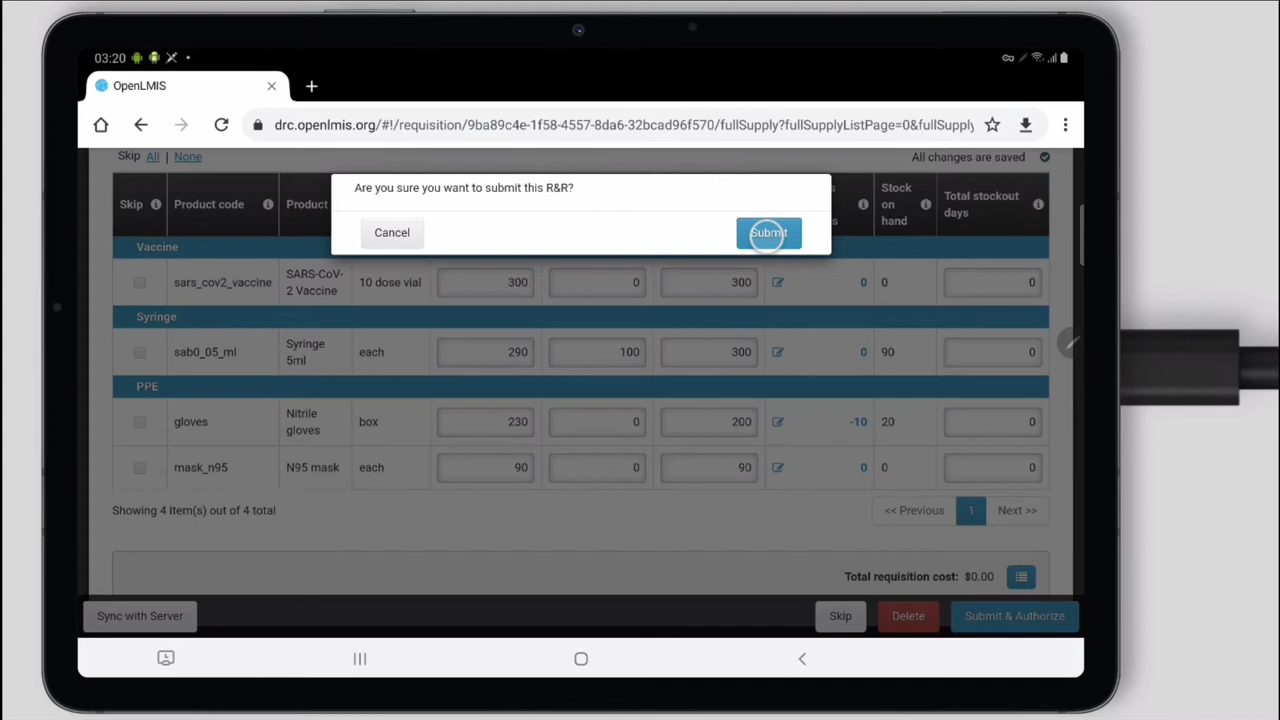 03:20
OpenLMIS
drc.openlmis.org/#!/requisition/9ba89c4e-1f58-4557-8da6-32bcad96f570/fullSupply?fullSupplyListPage=0&fullSupply
Skip All | None
All changes are saved
Are you sure you want to submit this R&R?
Cancel Submit
Skip Product code Product Stock on hand Total stockout days
Vaccine
sars_cov2_vaccine SARS-CoV-2 Vaccine 10 dose vial 300 0 300 0 0 0
Syringe
sab0_05_ml Syringe 5ml each 290 100 300 0 90 0
PPE
gloves Nitrile gloves box 230 0 200 -10 20 0
mask_n95 N95 mask each 90 0 90 0 0 0
Showing 4 item(s) out of 4 total
<< Previous 1 Next >>
Total requisition cost: $0.00
Sync with Server Skip Delete Submit & Authorize